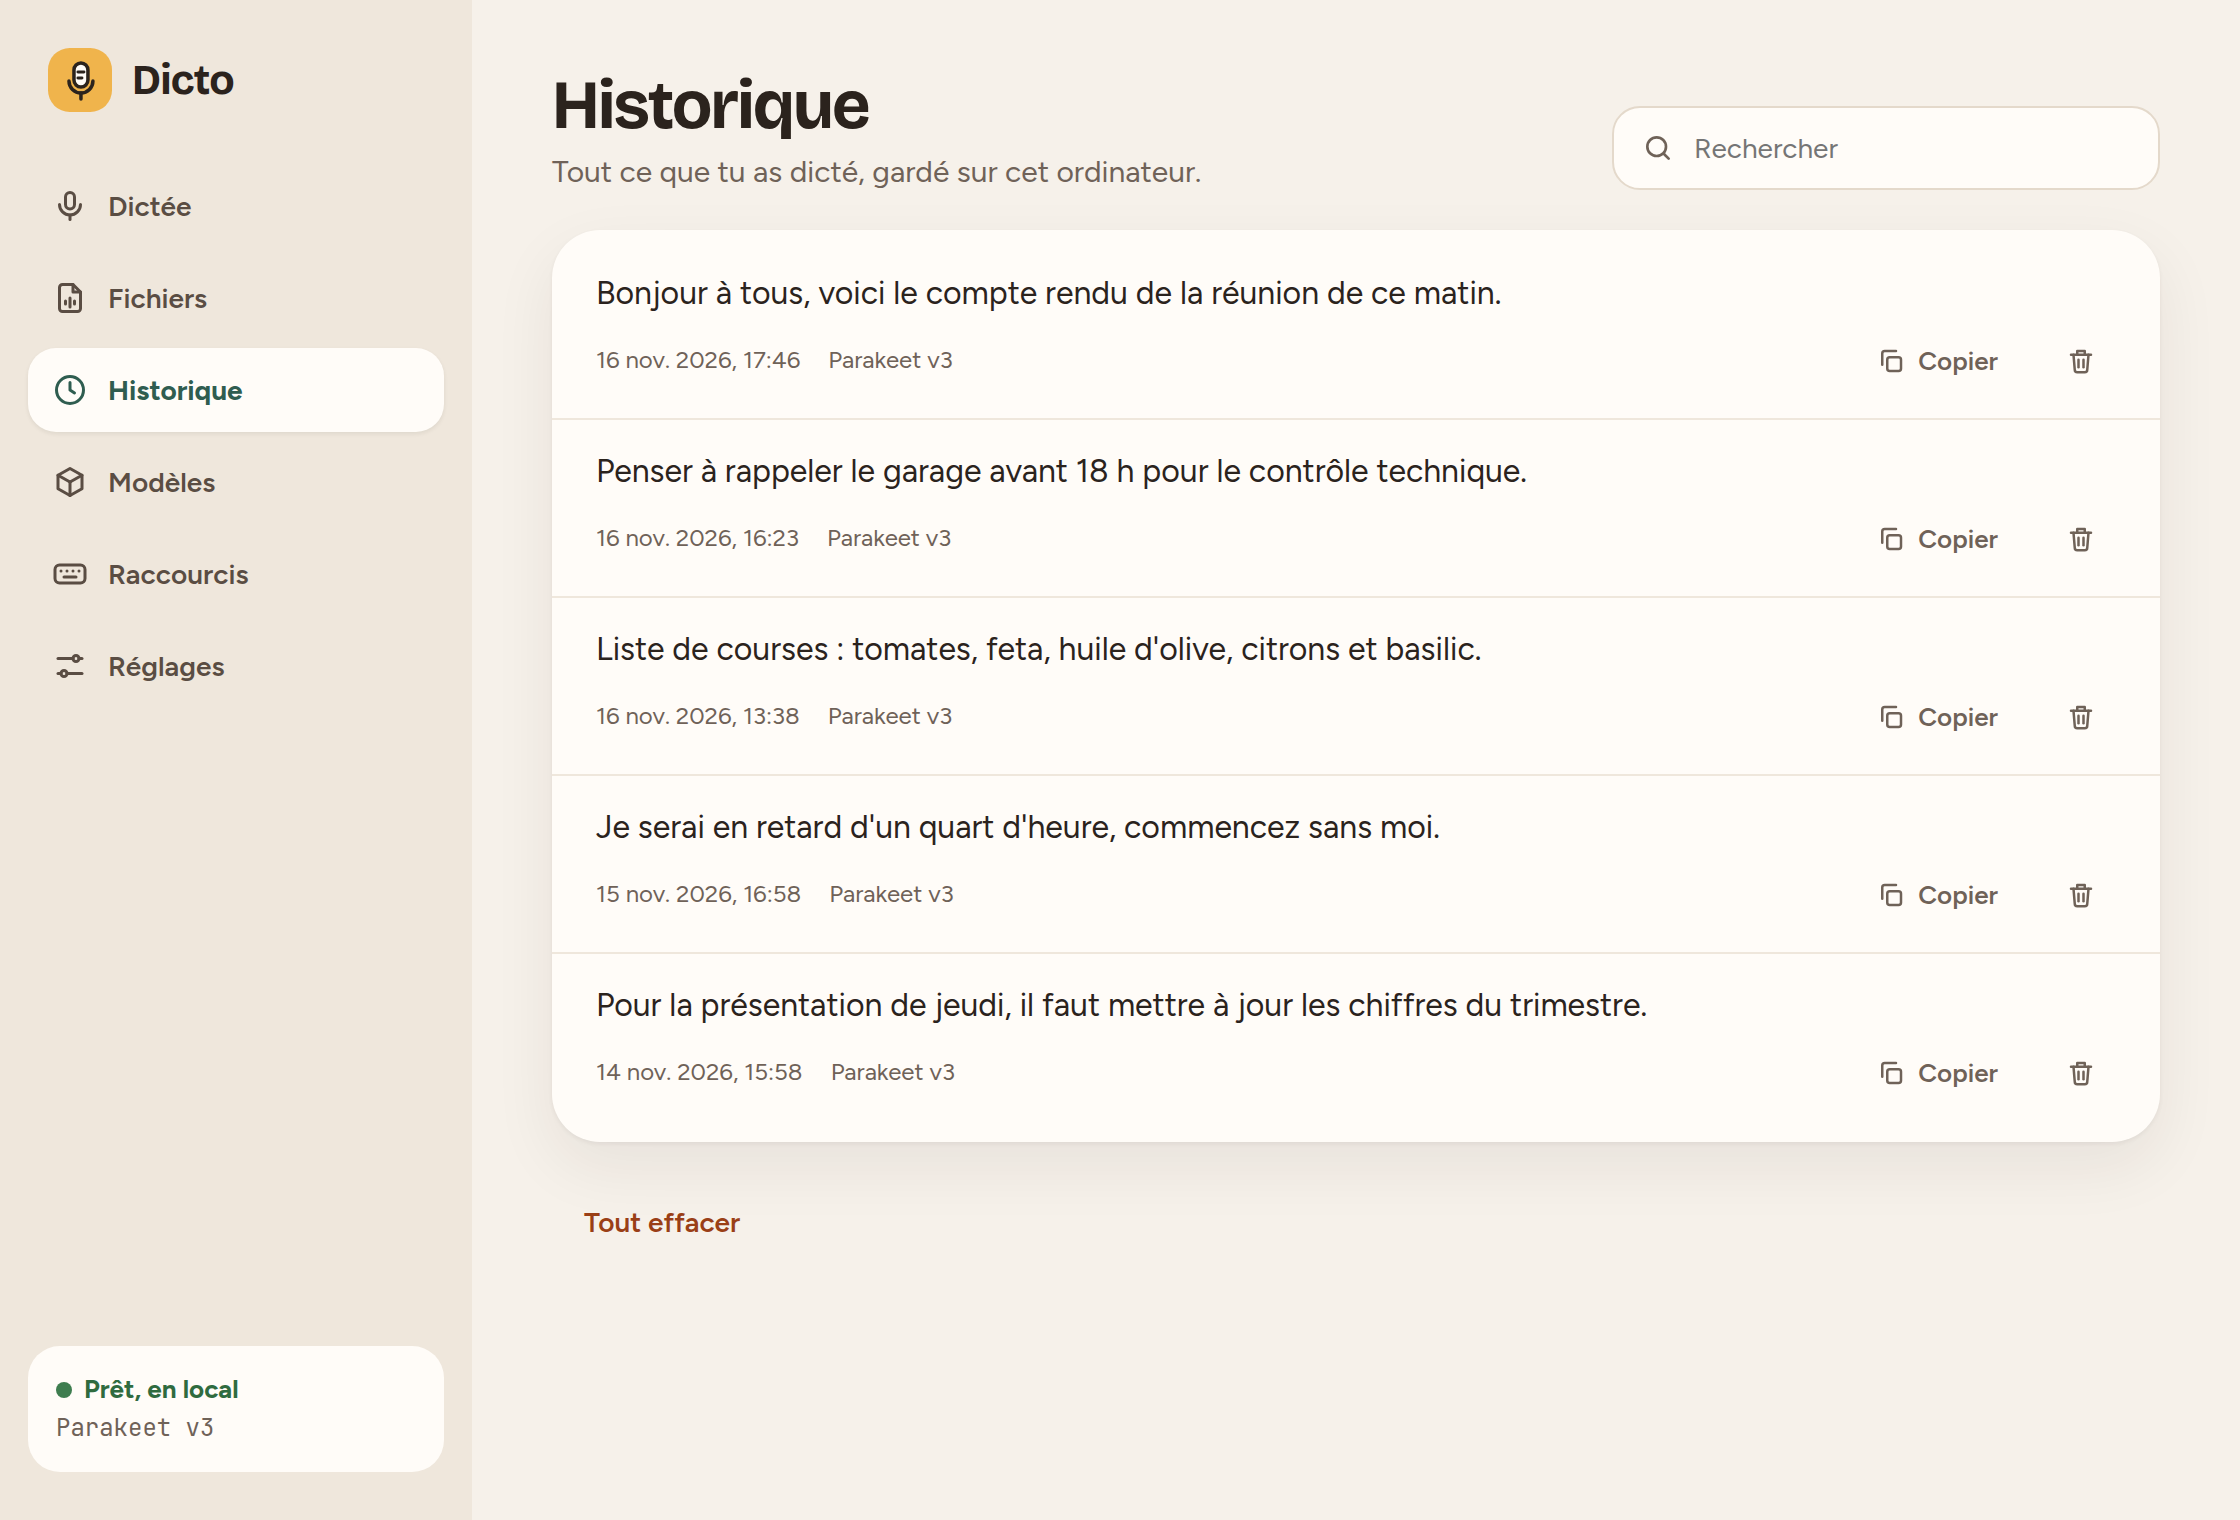 Dicto
Dictée
Fichiers
Historique
Modèles
Raccourcis
Réglages
Prêt, en local
Parakeet v3
Historique
Tout ce que tu as dicté, gardé sur cet ordinateur.
Rechercher
Bonjour à tous, voici le compte rendu de la réunion de ce matin.
16 nov. 2026, 17:46 Parakeet v3 Copier
Penser à rappeler le garage avant 18 h pour le contrôle technique.
16 nov. 2026, 16:23 Parakeet v3 Copier
Liste de courses : tomates, feta, huile d'olive, citrons et basilic.
16 nov. 2026, 13:38 Parakeet v3 Copier
Je serai en retard d'un quart d'heure, commencez sans moi.
15 nov. 2026, 16:58 Parakeet v3 Copier
Pour la présentation de jeudi, il faut mettre à jour les chiffres du trimestre.
14 nov. 2026, 15:58 Parakeet v3 Copier
Tout effacer